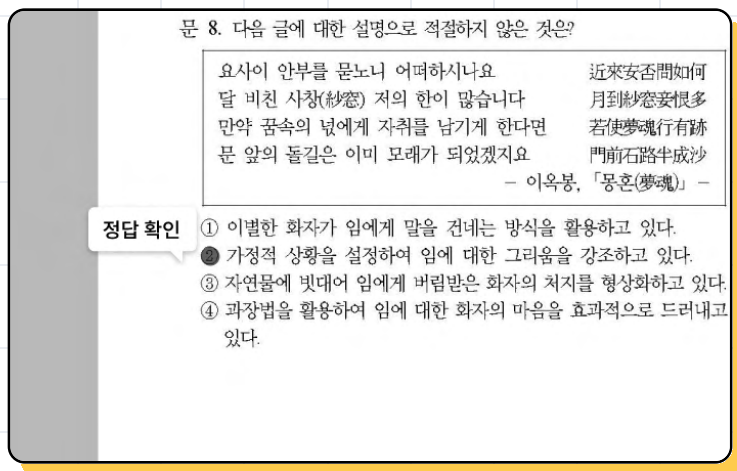 문 8. 다음 글에 대한 설명으로 적절하지 않은 것은?
요사이 안부를 묻노니 어떠하시나요 近來安否問如何
달 비친 사창(紗窓) 저의 한이 많습니다 月到紗窓妾恨多
만약 꿈속의 넋에게 자취를 남기게 한다면 若使夢魂行有跡
문 앞의 돌길은 이미 모래가 되었겠지요 門前石路半成沙
- 이옥봉, 「몽혼(夢魂)」 -
정답 확인
① 이별한 화자가 임에게 말을 건네는 방식을 활용하고 있다.
② 가정적 상황을 설정하여 임에 대한 그리움을 강조하고 있다.
③ 자연물에 빗대어 임에게 버림받은 화자의 처지를 형상화하고 있다.
④ 과장법을 활용하여 임에 대한 화자의 마음을 효과적으로 드러내고
있다.